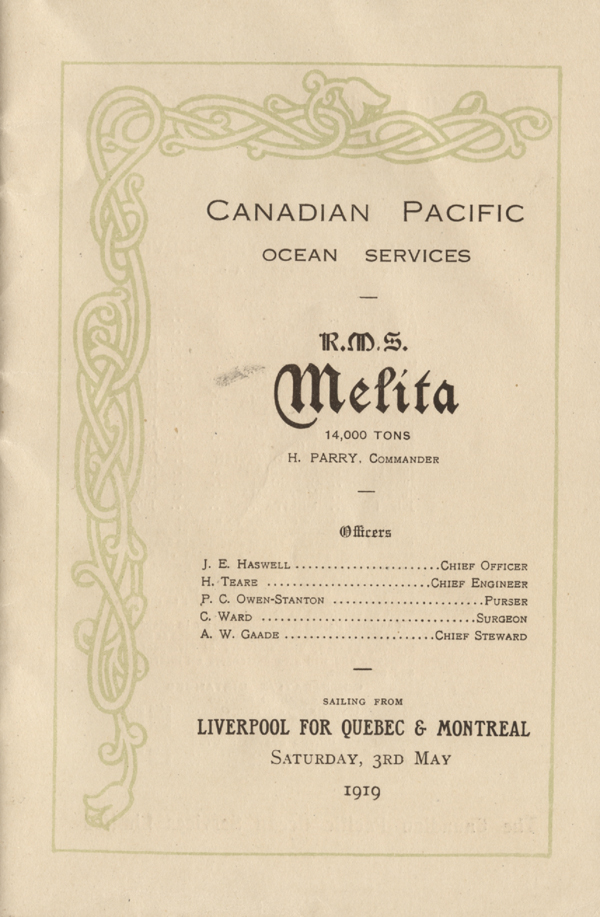 CANADIAN PACIFIC
OCEAN SERVICES
—
R.M.S.
Melita
14,000 TONS
H. PARRY, COMMANDER
—
Officers
J. E. HASWELL ......................CHIEF OFFICER
H. TEARE ..........................CHIEF ENGINEER
P. C. OWEN-STANTON ........................PURSER
C. WARD ..................................SURGEON
A. W. GAADE ........................CHIEF STEWARD
—
SAILING FROM
LIVERPOOL FOR QUEBEC & MONTREAL
SATURDAY, 3RD MAY
1919